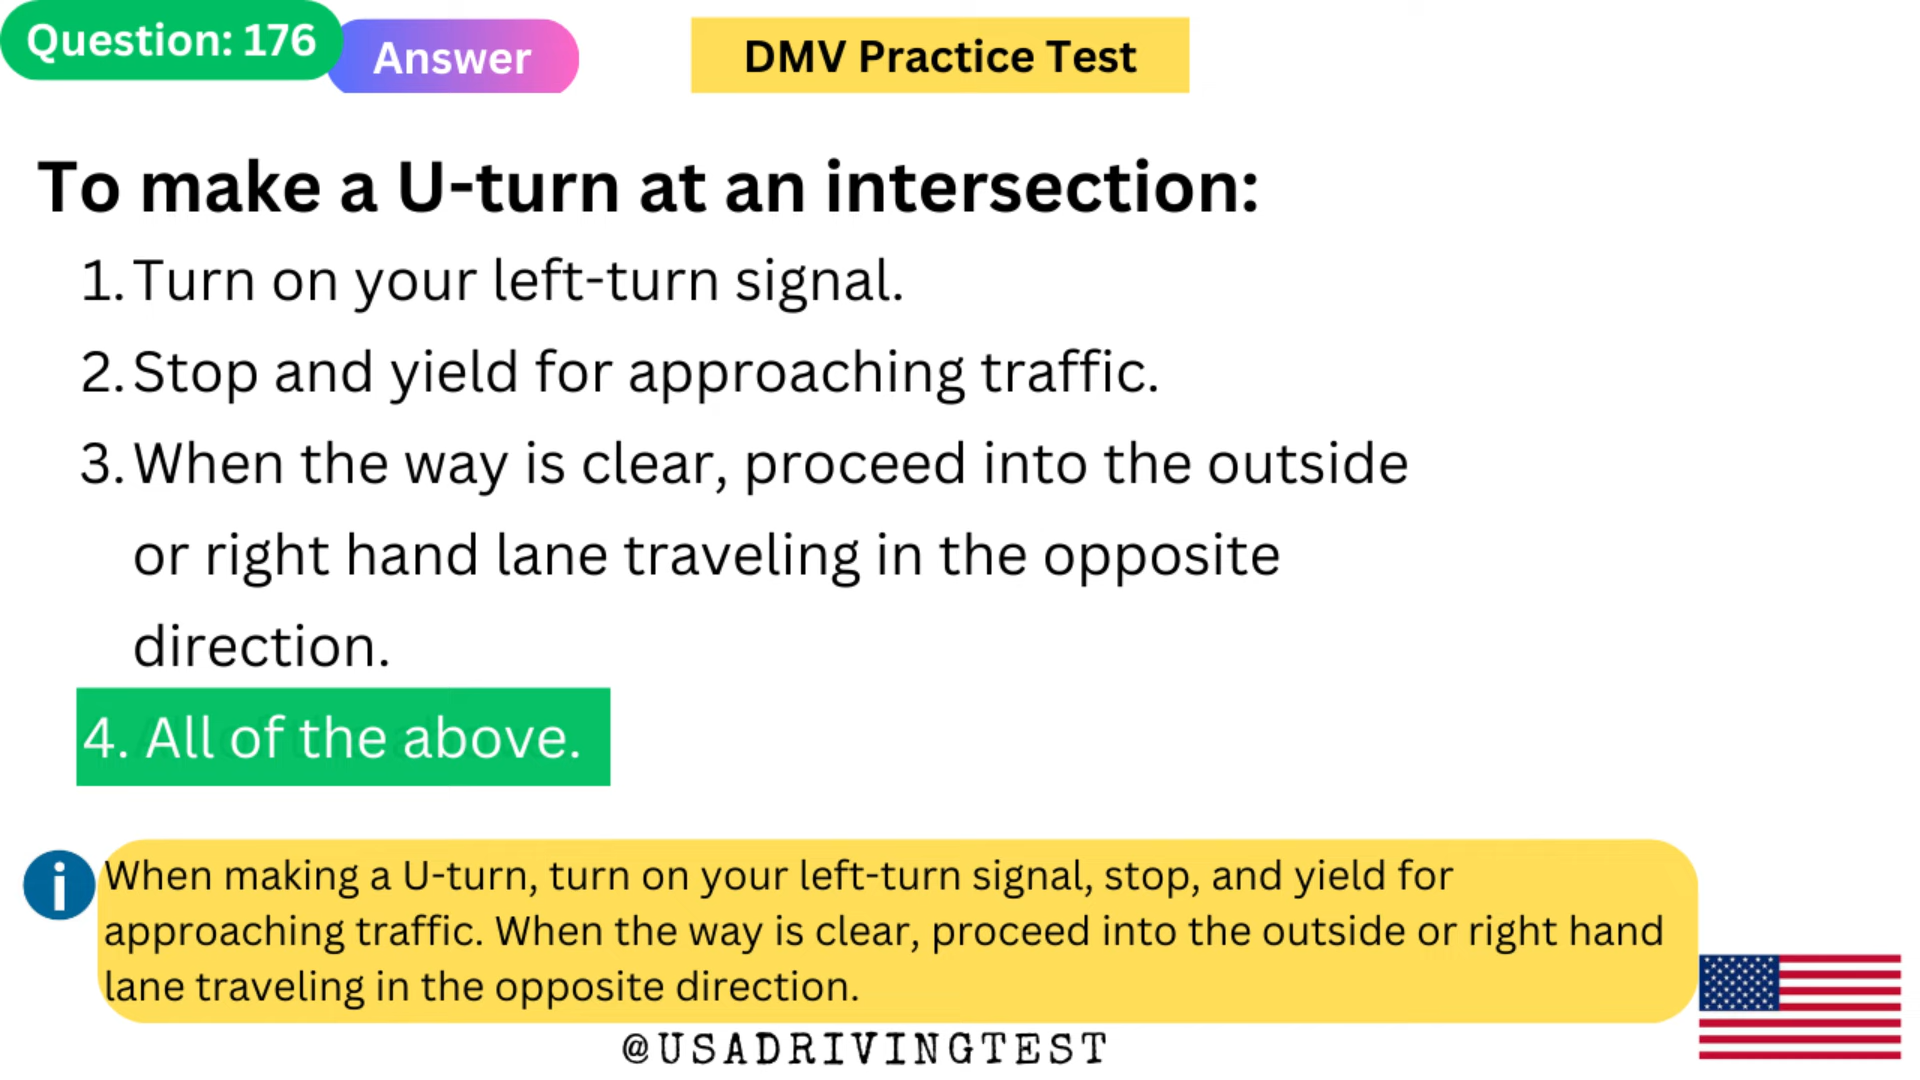 Question: 176
Answer
DMV Practice Test
To make a U-turn at an intersection:
1. Turn on your left-turn signal.
2. Stop and yield for approaching traffic.
3. When the way is clear, proceed into the outside
or right hand lane traveling in the opposite
direction.
4. All of the above.
i
When making a U-turn, turn on your left-turn signal, stop, and yield for
approaching traffic. When the way is clear, proceed into the outside or right hand
lane traveling in the opposite direction.
@USADRIVINGTEST